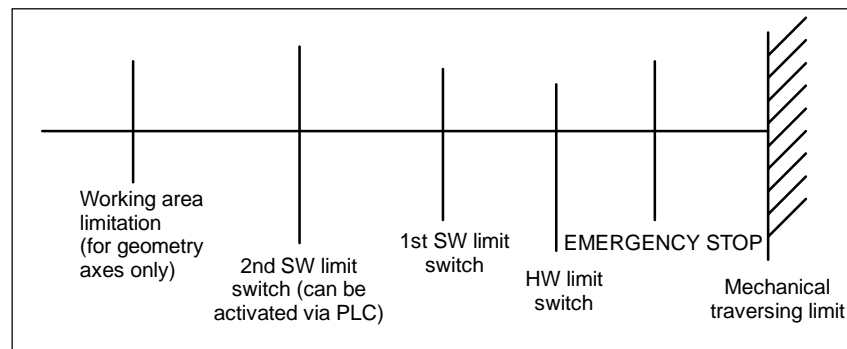 Working area
limitation
(for geometry
axes only)
2nd SW limit
switch (can be
activated via PLC)
1st SW limit
switch
HW limit
switch
EMERGENCY STOP
Mechanical
traversing limit